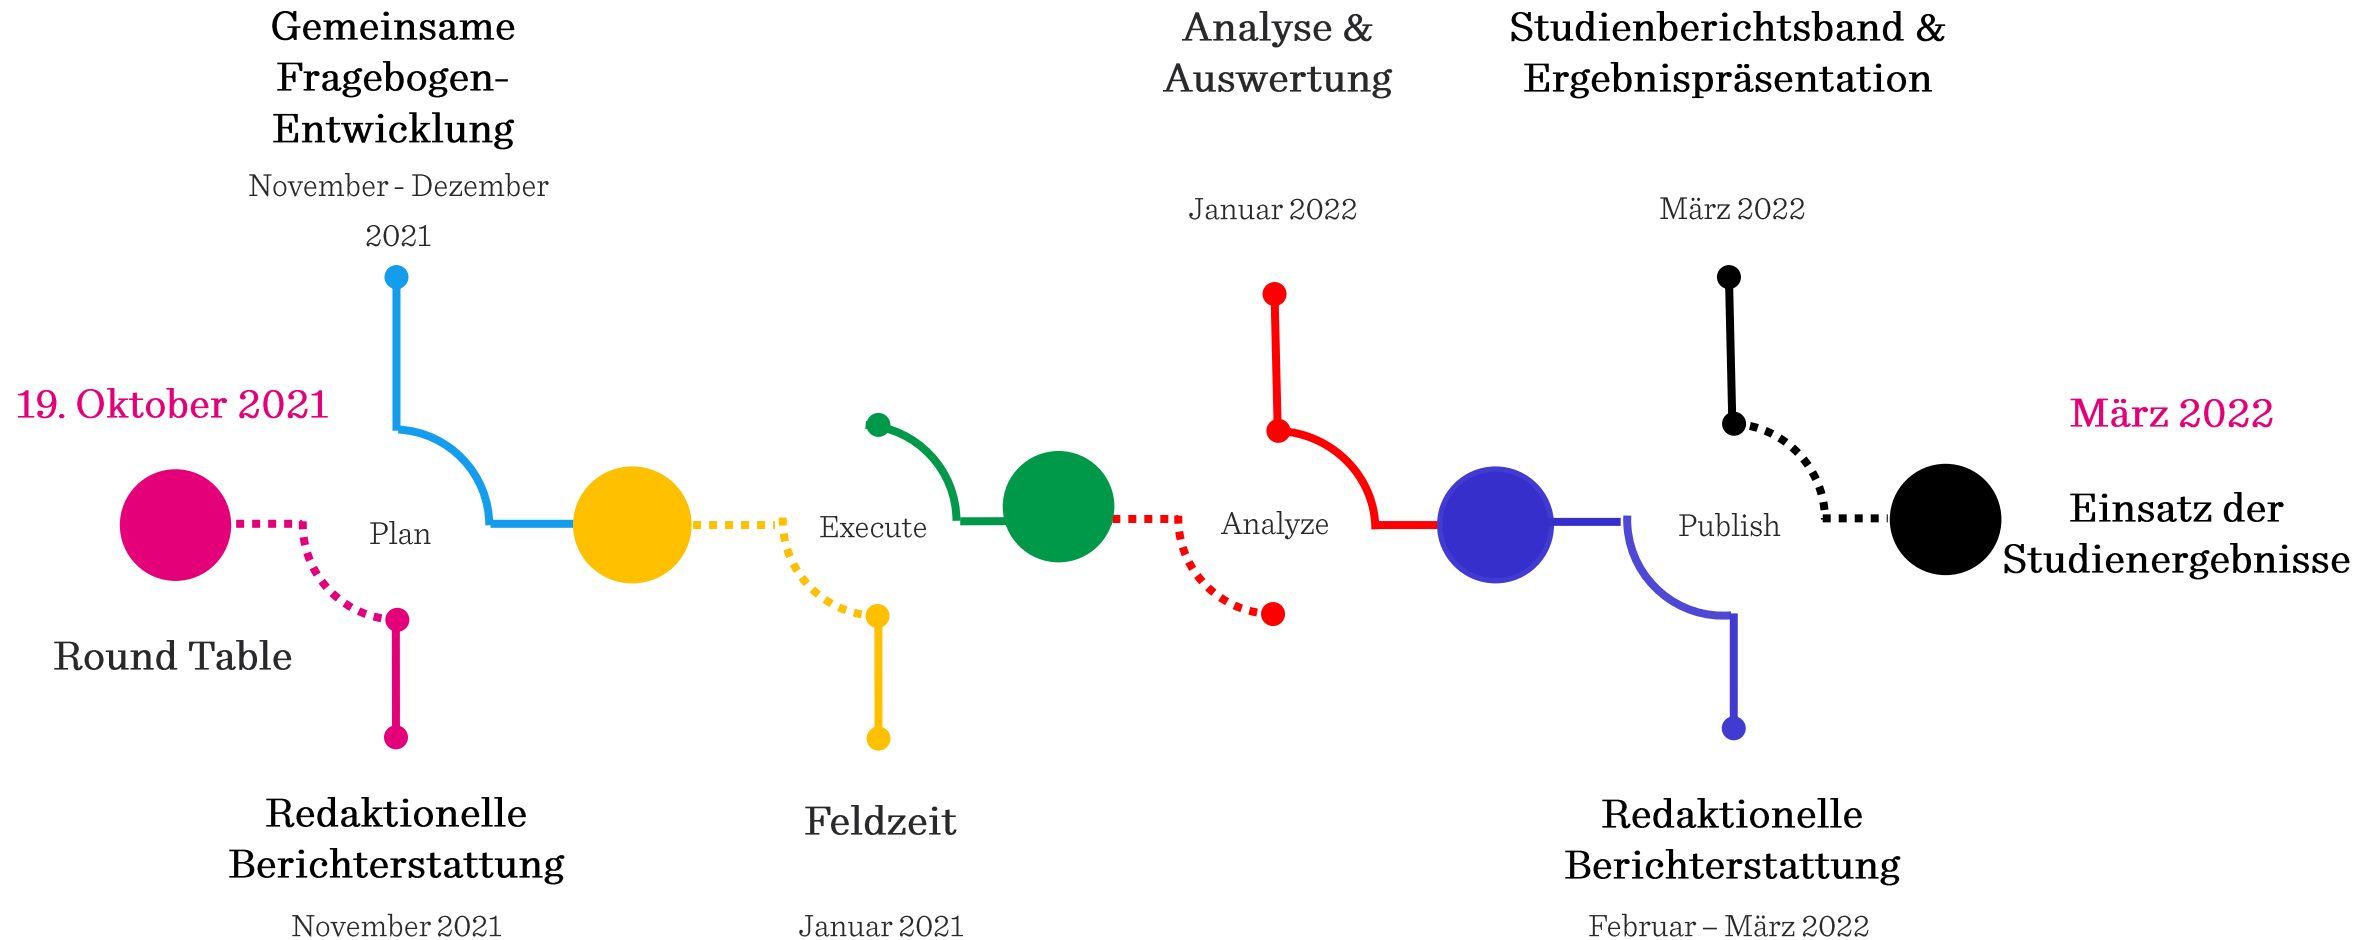 Gemeinsame
Fragebogen-
Entwicklung
November - Dezember
2021
Analyse &
Auswertung
Januar 2022
Studienberichtsband &
Ergebnispräsentation
März 2022
19. Oktober 2021
Round Table
Plan
Execute
Analyze
Publish
März 2022
Einsatz der
Studienergebnisse
Redaktionelle
Berichterstattung
November 2021
Feldzeit
Januar 2021
Redaktionelle
Berichterstattung
Februar – März 2022